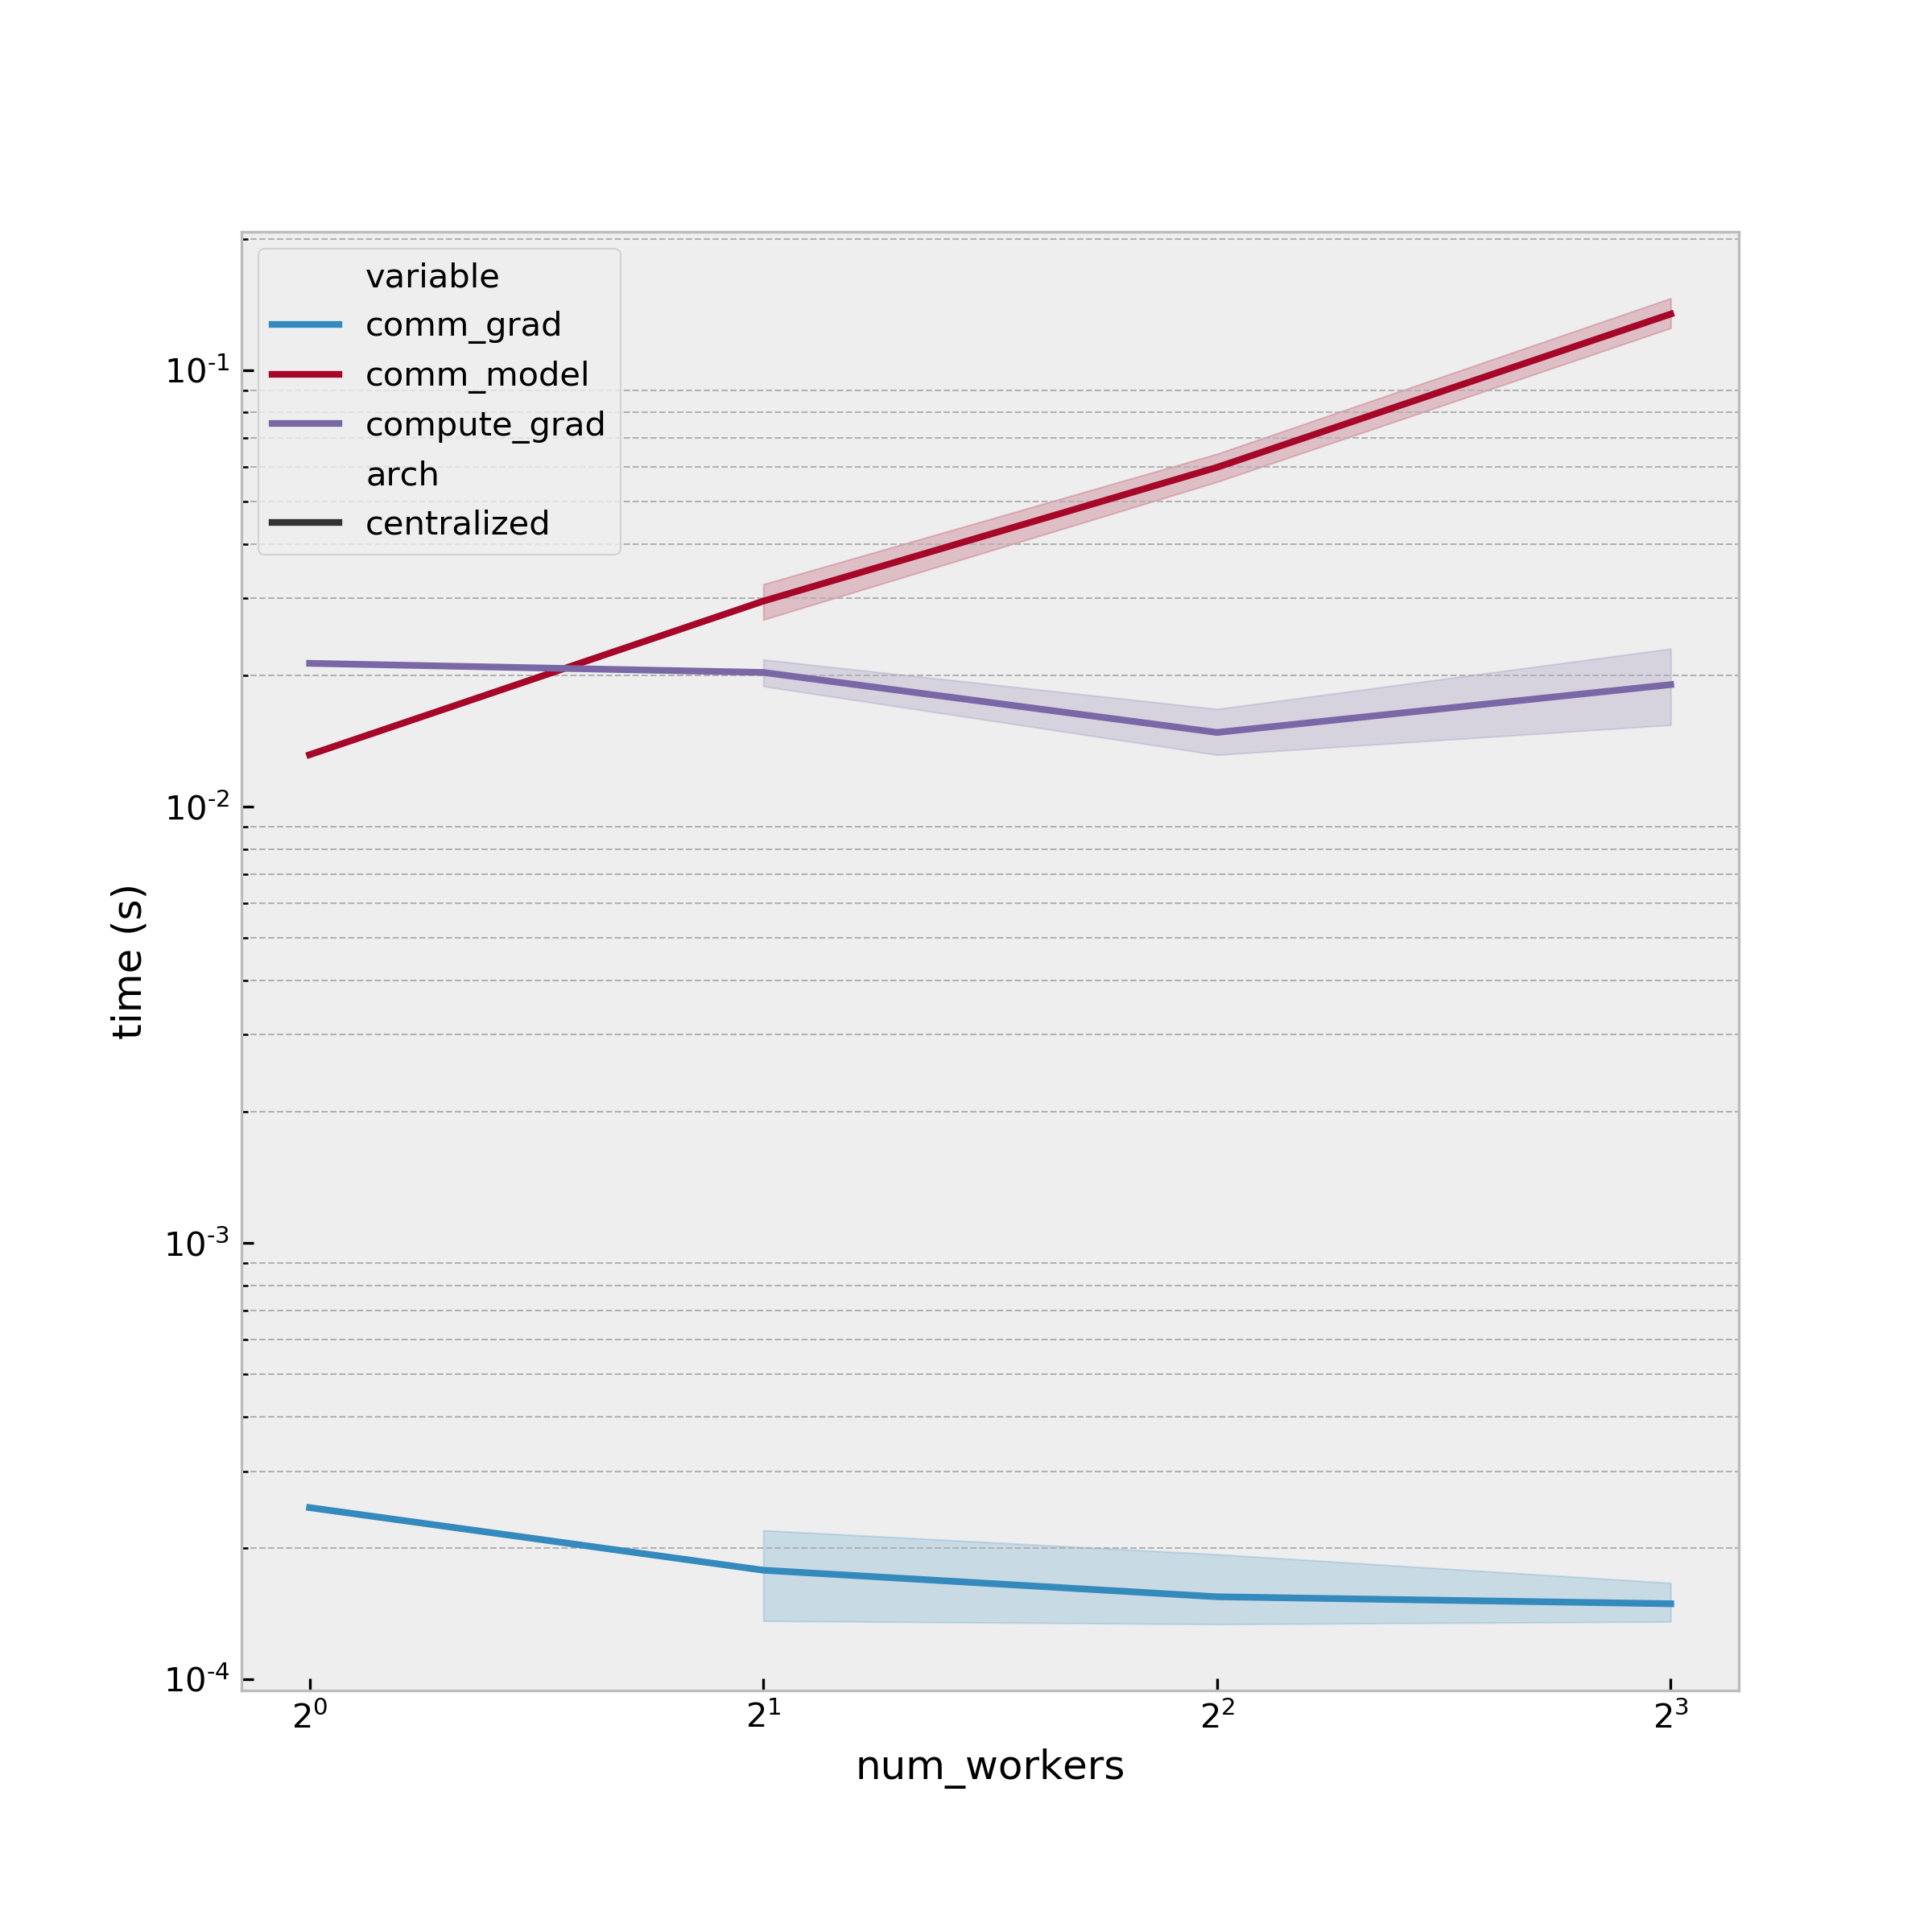 variable
comm_grad
comm_model
compute_grad
arch
centralized
10⁻¹
10⁻²
10⁻³
10⁻⁴
time (s)
2⁰ 2¹ 2² 2³
num_workers